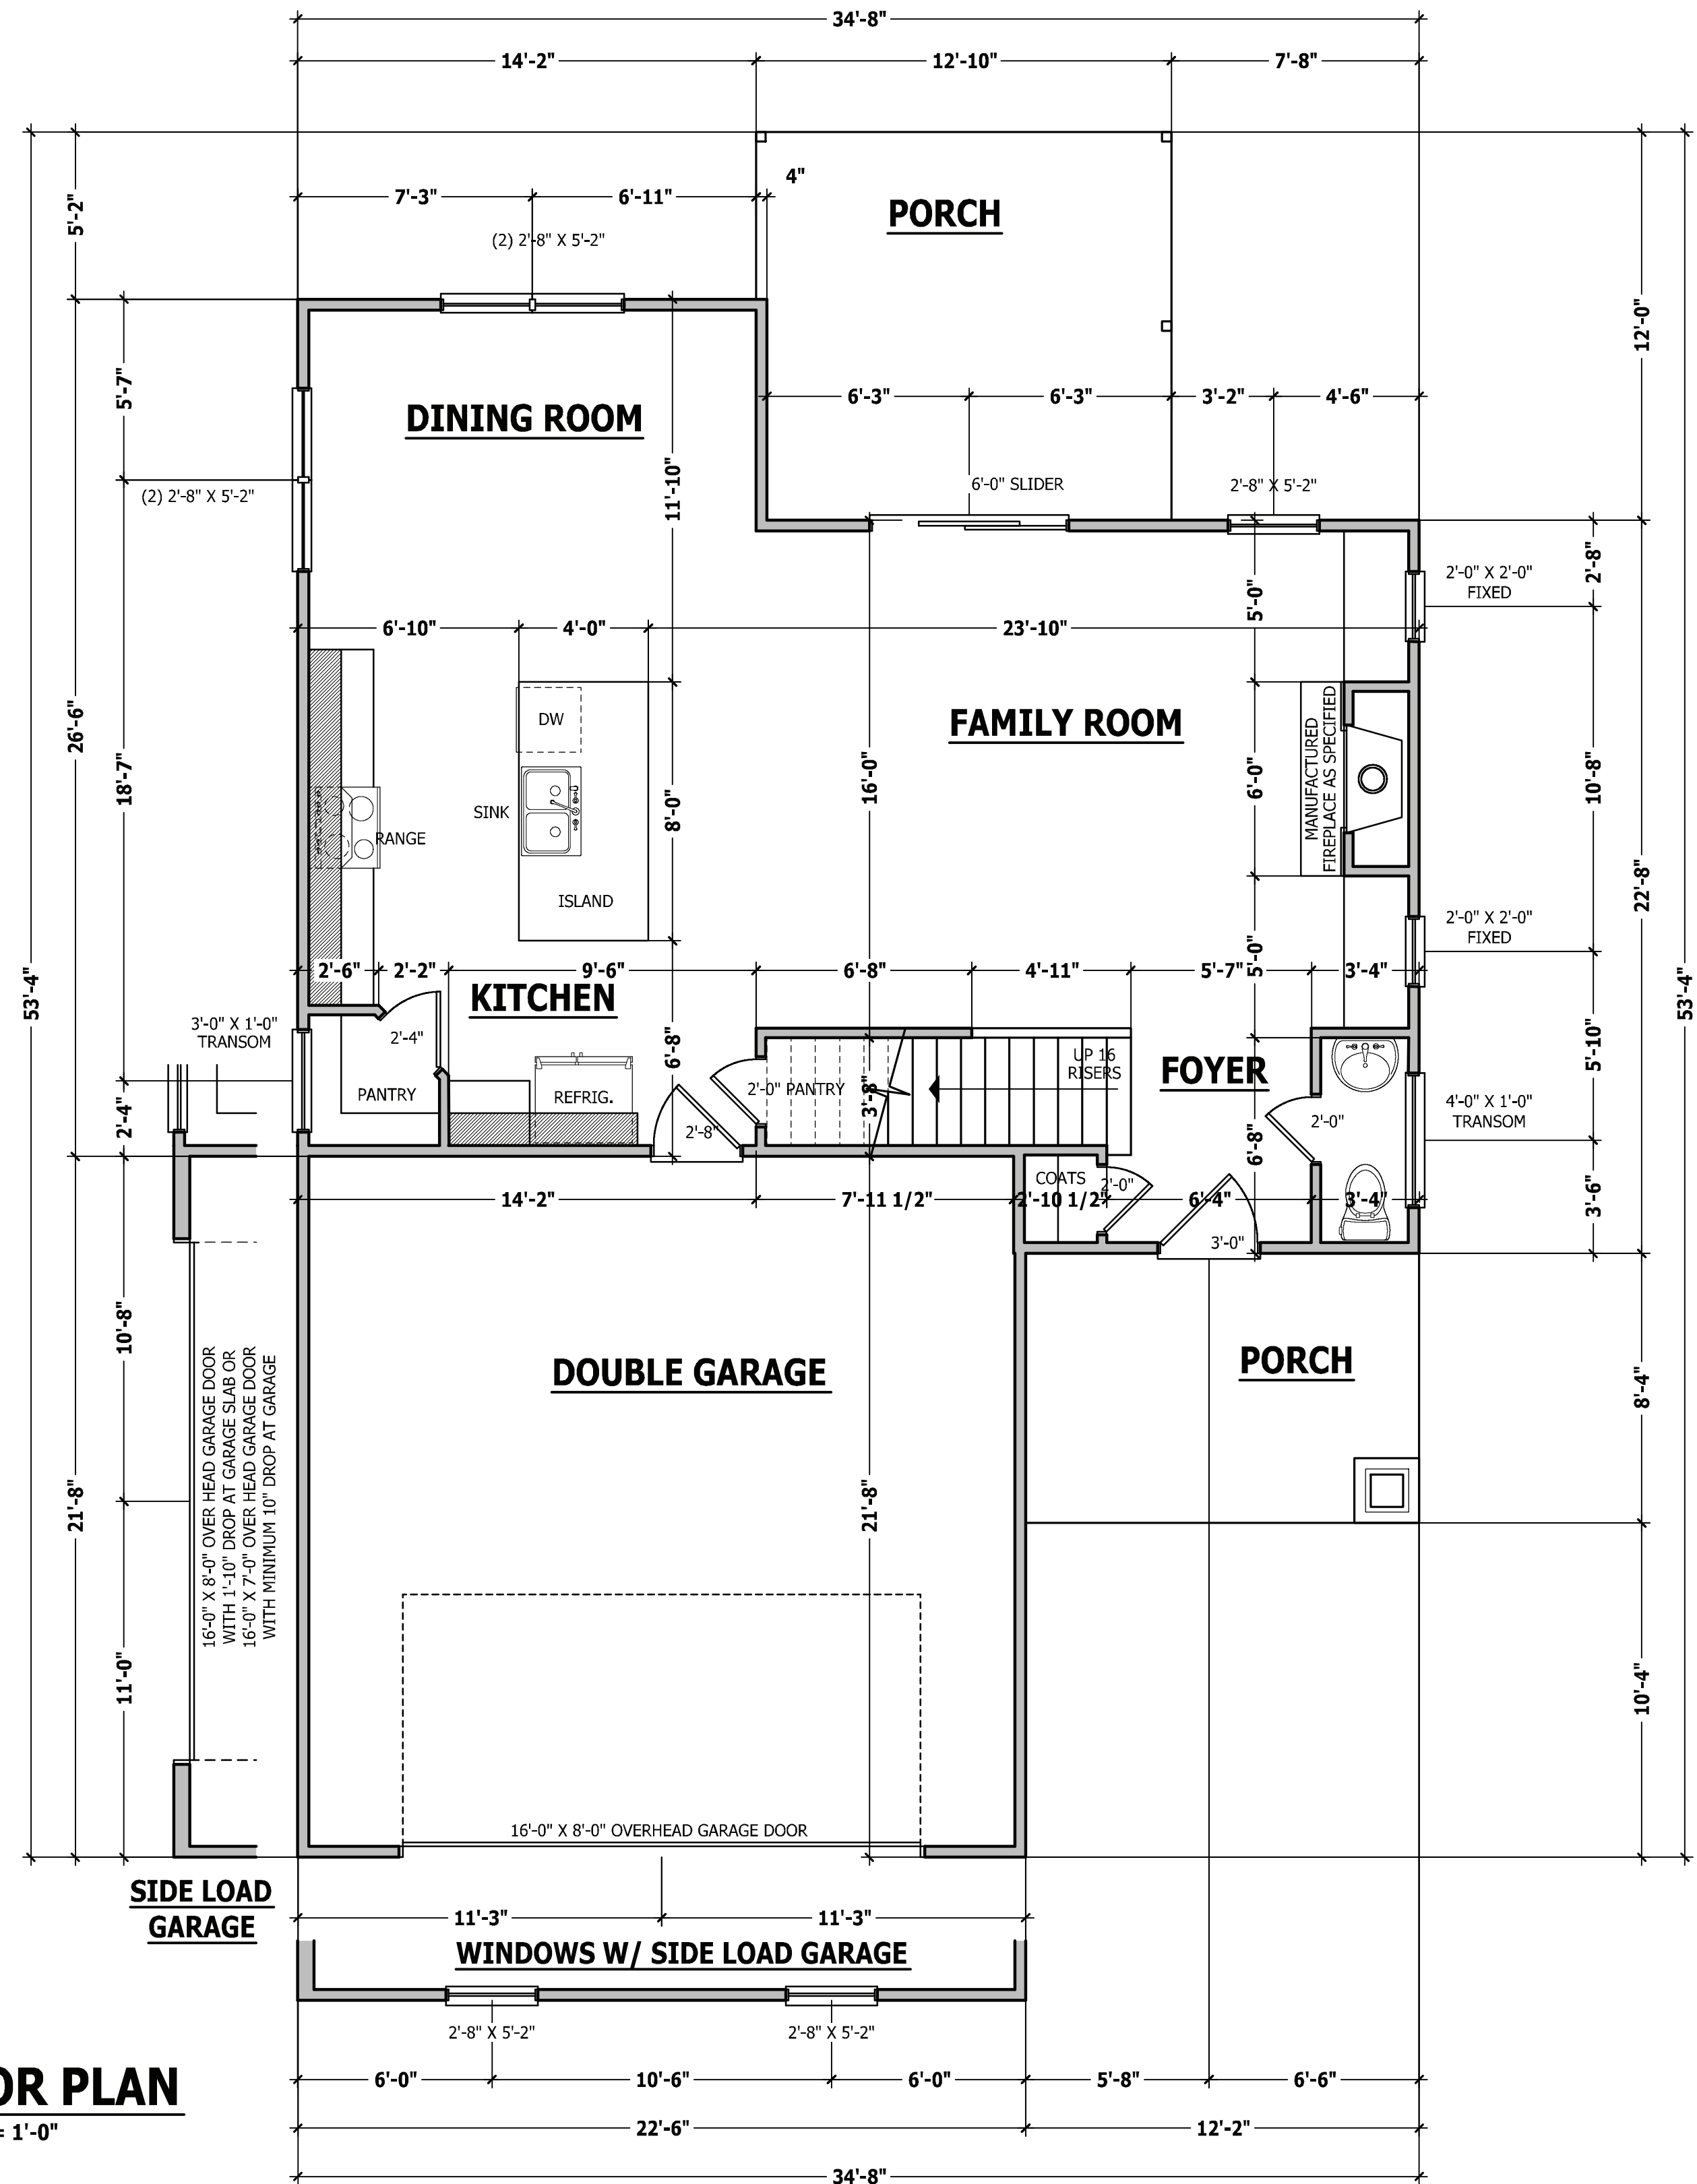 34'-8"
14'-2" 12'-10" 7'-8"
4"
PORCH
5'-2"
7'-3" 6'-11"
(2) 2'-8" X 5'-2"
12'-0"
5'-7"
DINING ROOM
6'-3" 6'-3" 3'-2" 4'-6"
11'-10"
(2) 2'-8" X 5'-2"
6'-0" SLIDER
2'-8" X 5'-2"
2'-8"
2'-0" X 2'-0"
FIXED
5'-0"
6'-10" 4'-0" 23'-10"
26'-6"
18'-7"
DW
FAMILY ROOM
SINK
RANGE
8'-0"
16'-0"
6'-0"
MANUFACTURED
FIREPLACE AS SPECIFIED
10'-8"
22'-8"
ISLAND
2'-0" X 2'-0"
FIXED
53'-4"
53'-4"
2'-6" 2'-2" 9'-6" 6'-8" 4'-11" 5'-7" 5'-0" 3'-4"
KITCHEN
3'-0" X 1'-0"
TRANSOM
2'-4"
6'-8"
UP 16
RISERS
FOYER
5'-10"
PANTRY
REFRIG.
2'-0" PANTRY
3'-8"
2'-4"
2'-8"
2'-0"
4'-0" X 1'-0"
TRANSOM
6'-8"
COATS
2'-0"
14'-2" 7'-11 1/2" 2'-10 1/2" 6'-4" 3'-4"
3'-6"
3'-0"
10'-8"
DOUBLE GARAGE
PORCH
8'-4"
16'-0" X 8'-0" OVER HEAD GARAGE DOOR
WITH 1'-10" DROP AT GARAGE SLAB OR
16'-0" X 7'-0" OVER HEAD GARAGE DOOR
WITH MINIMUM 10" DROP AT GARAGE
21'-8"
21'-8"
11'-0"
10'-4"
16'-0" X 8'-0" OVERHEAD GARAGE DOOR
SIDE LOAD
GARAGE
11'-3" 11'-3"
WINDOWS W/ SIDE LOAD GARAGE
2'-8" X 5'-2" 2'-8" X 5'-2"
6'-0" 10'-6" 6'-0" 5'-8" 6'-6"
OR PLAN
= 1'-0"
22'-6" 12'-2"
34'-8"